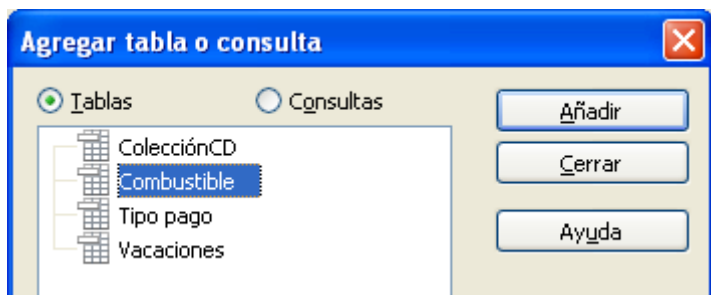 Agregar tabla o consulta
Tablas Consultas
Añadir
ColecciónCD
Combustible
Tipo pago
Vacaciones
Cerrar
Ayuda